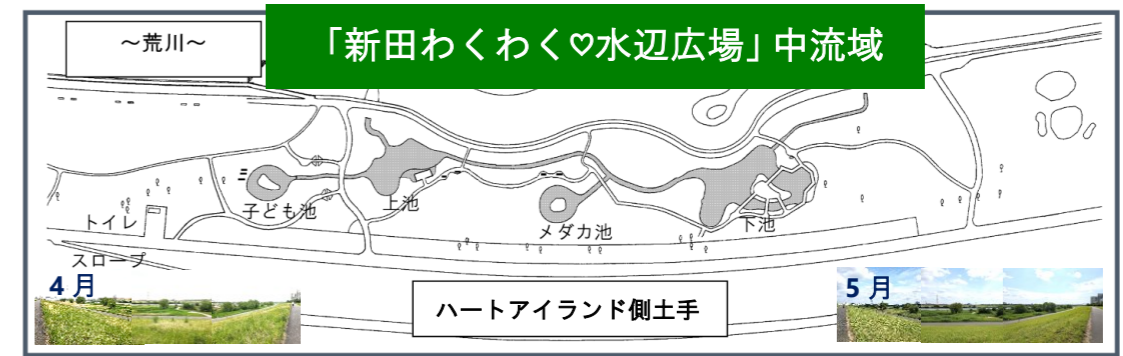 ～荒川～
「新田わくわく♡水辺広場」中流域
子ども池
上池
メダカ池
下池
トイレ
スロープ
4月
5月
ハートアイランド側土手